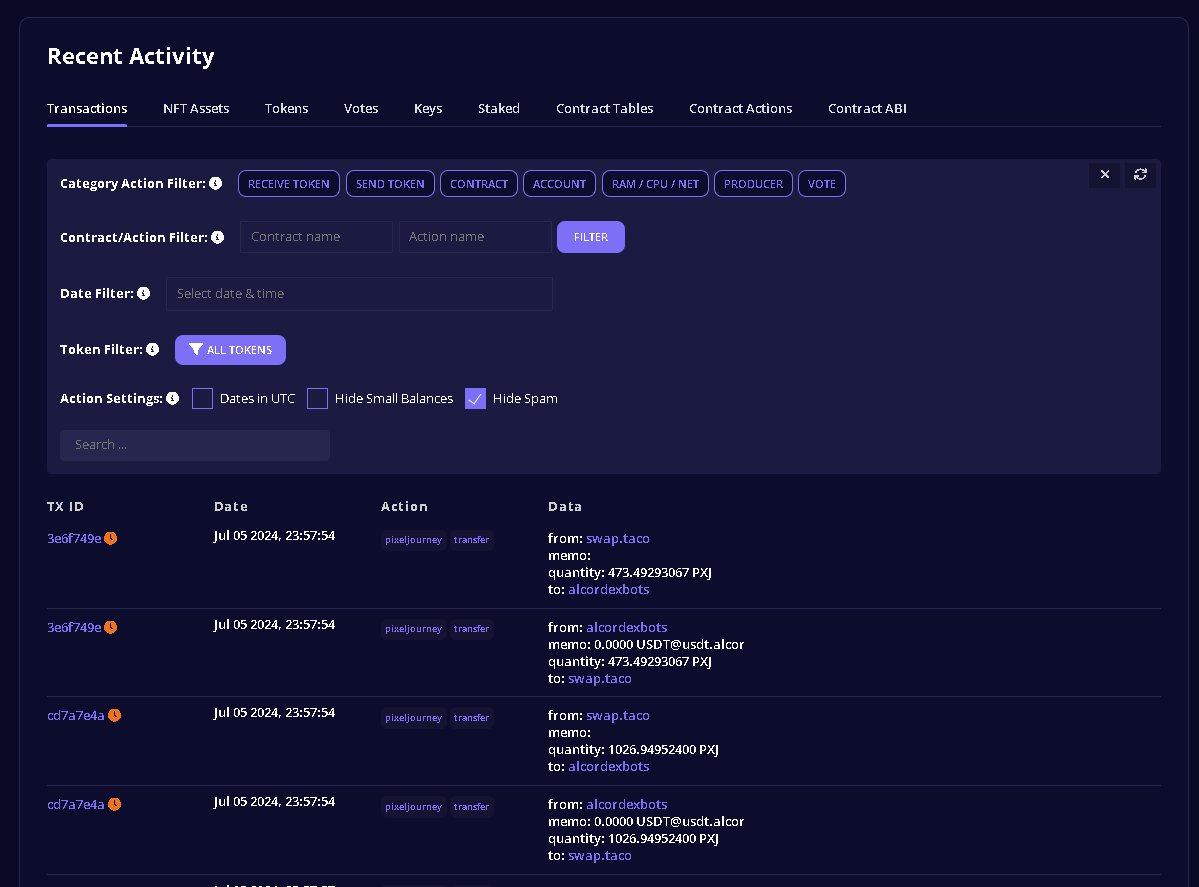 Recent Activity
Transactions NFT Assets Tokens Votes Keys Staked Contract Tables Contract Actions Contract ABI
Category Action Filter: RECEIVE TOKEN SEND TOKEN CONTRACT ACCOUNT RAM / CPU / NET PRODUCER VOTE
Contract/Action Filter: Contract name Action name FILTER
Date Filter: Select date & time
Token Filter: ALL TOKENS
Action Settings: Dates in UTC Hide Small Balances Hide Spam
Search ...
TX ID Date Action Data
3e6f749e Jul 05 2024, 23:57:54 pixeljourney transfer from: swap.taco
memo:
quantity: 473.49293067 PXJ
to: alcordexbots
3e6f749e Jul 05 2024, 23:57:54 pixeljourney transfer from: alcordexbots
memo: 0.0000 USDT@usdt.alcor
quantity: 473.49293067 PXJ
to: swap.taco
cd7a7e4a Jul 05 2024, 23:57:54 pixeljourney transfer from: swap.taco
memo:
quantity: 1026.94952400 PXJ
to: alcordexbots
cd7a7e4a Jul 05 2024, 23:57:54 pixeljourney transfer from: alcordexbots
memo: 0.0000 USDT@usdt.alcor
quantity: 1026.94952400 PXJ
to: swap.taco